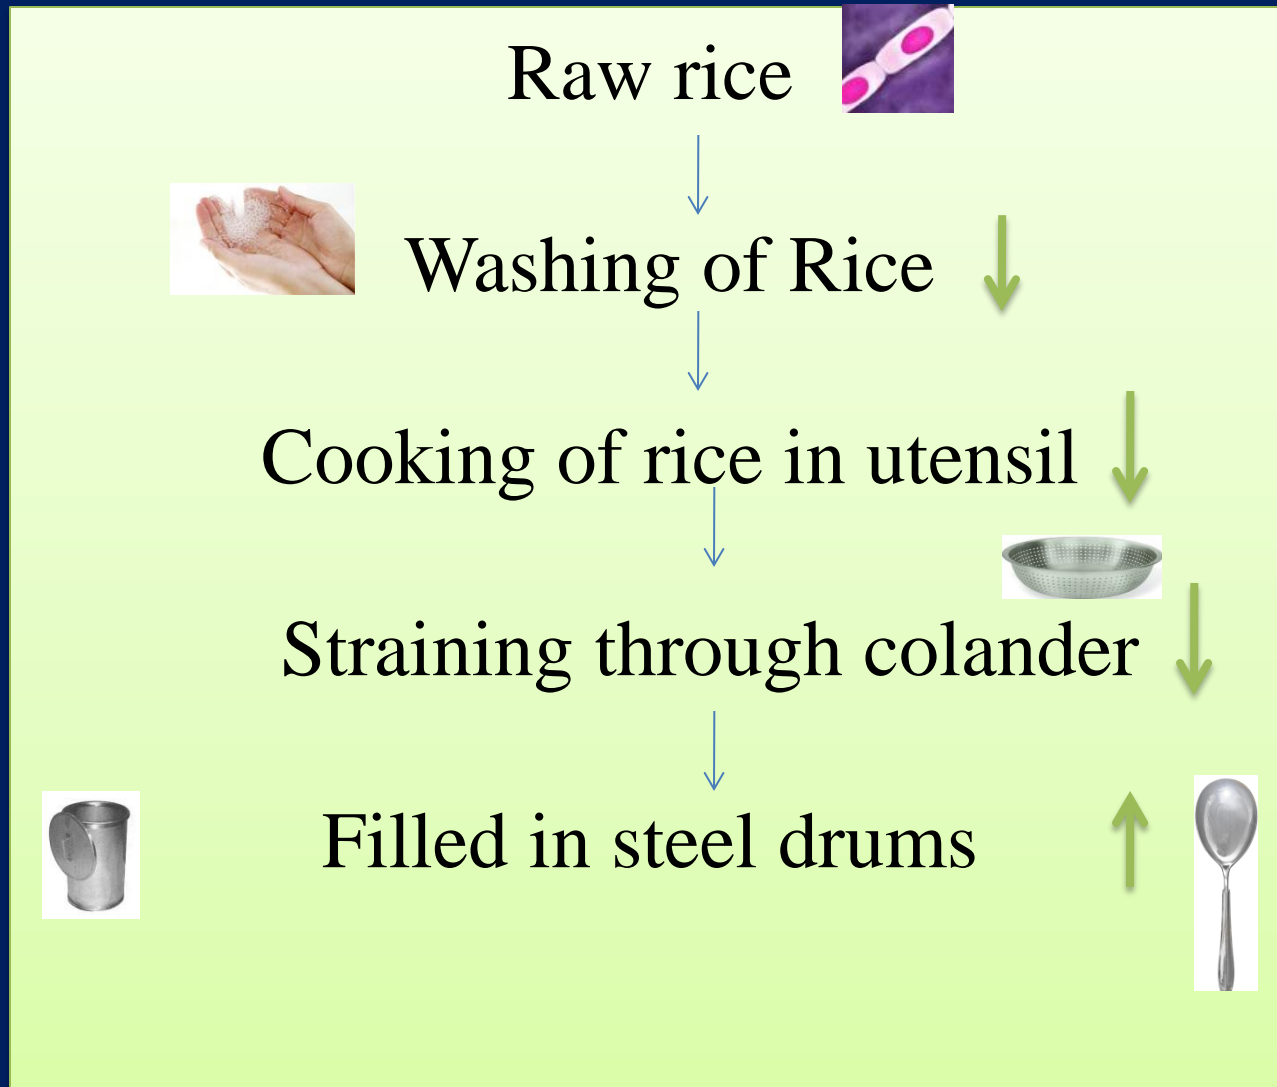 Raw rice
Washing of Rice
Cooking of rice in utensil
Straining through colander
Filled in steel drums